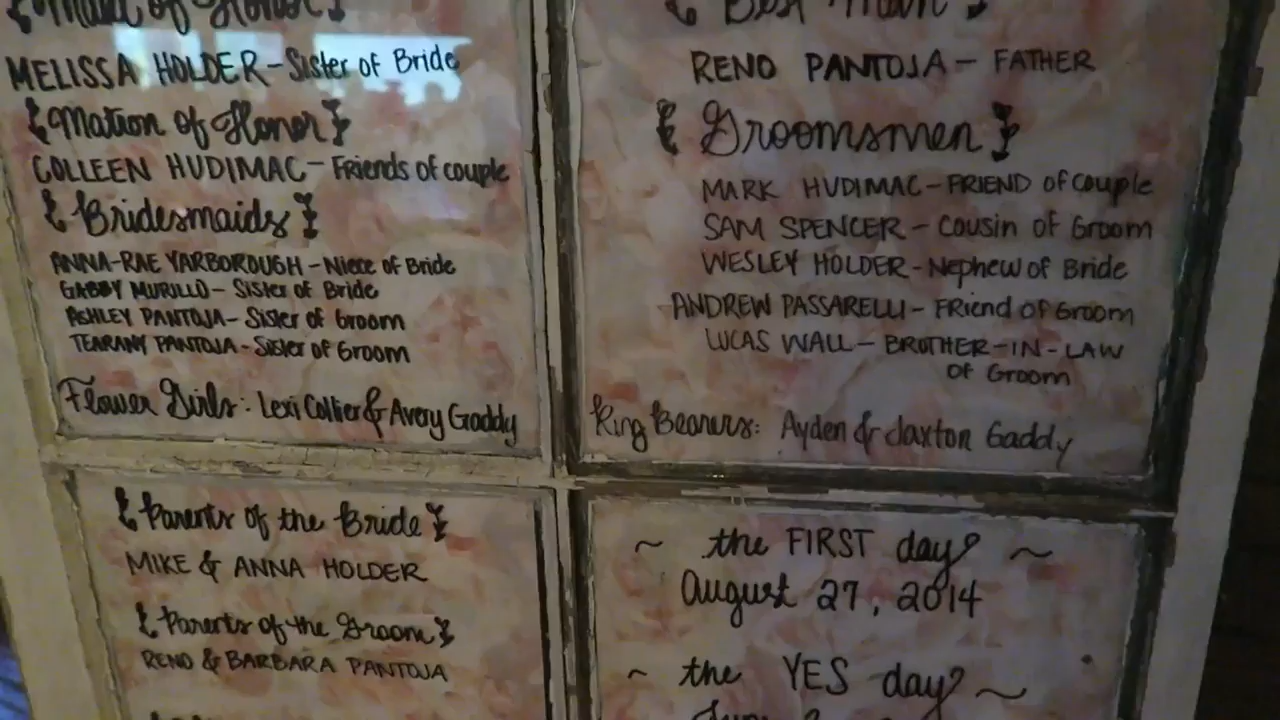 {Maid of Honor}
MELISSA HOLDER - Sister of Bride
{Matron of Honor}
COLLEEN HUDIMAC - Friends of couple
{Bridesmaids}
ANNA-RAE YARBOROUGH - Niece of Bride
GABBY MURILLO - Sister of Bride
ASHLEY PANTOJA - Sister of Groom
TEARANY PANTOJA - Sister of Groom
Flower Girls: Lexi Collier & Avery Gaddy
{Best Man}
RENO PANTOJA - FATHER
{Groomsmen}
MARK HUDIMAC - FRIEND of couple
SAM SPENCER - Cousin of Groom
WESLEY HOLDER - Nephew of Bride
ANDREW PASSARELLI - Friend of Groom
LUCAS WALL - BROTHER-IN-LAW
OF Groom
Ring Bearers: Ayden & Jaxton Gaddy
{Parents of the Bride}
MIKE & ANNA HOLDER
{Parents of the Groom}
RENO & BARBARA PANTOJA
~ the FIRST day ~
August 27, 2014
~ the YES day ~